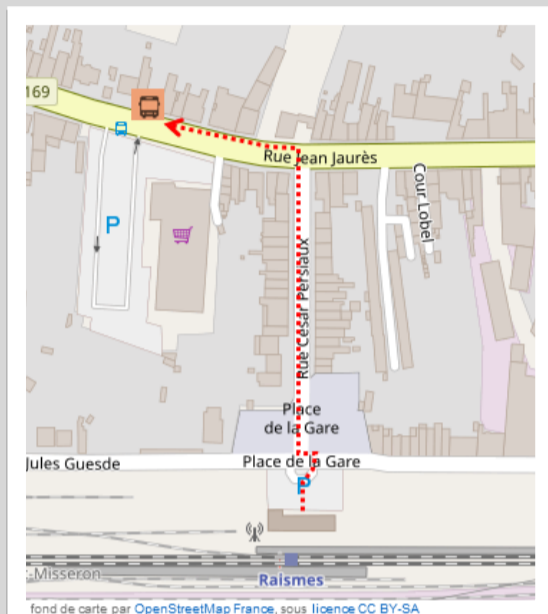 169
Rue Jean Jaurès
Cour Lobel
P
Rue César Persiaux
Place
de la Gare
Jules Guesde
Place de la Gare
P
-Misseron
Raismes
fond de carte par OpenStreetMap France, sous licence CC BY-SA